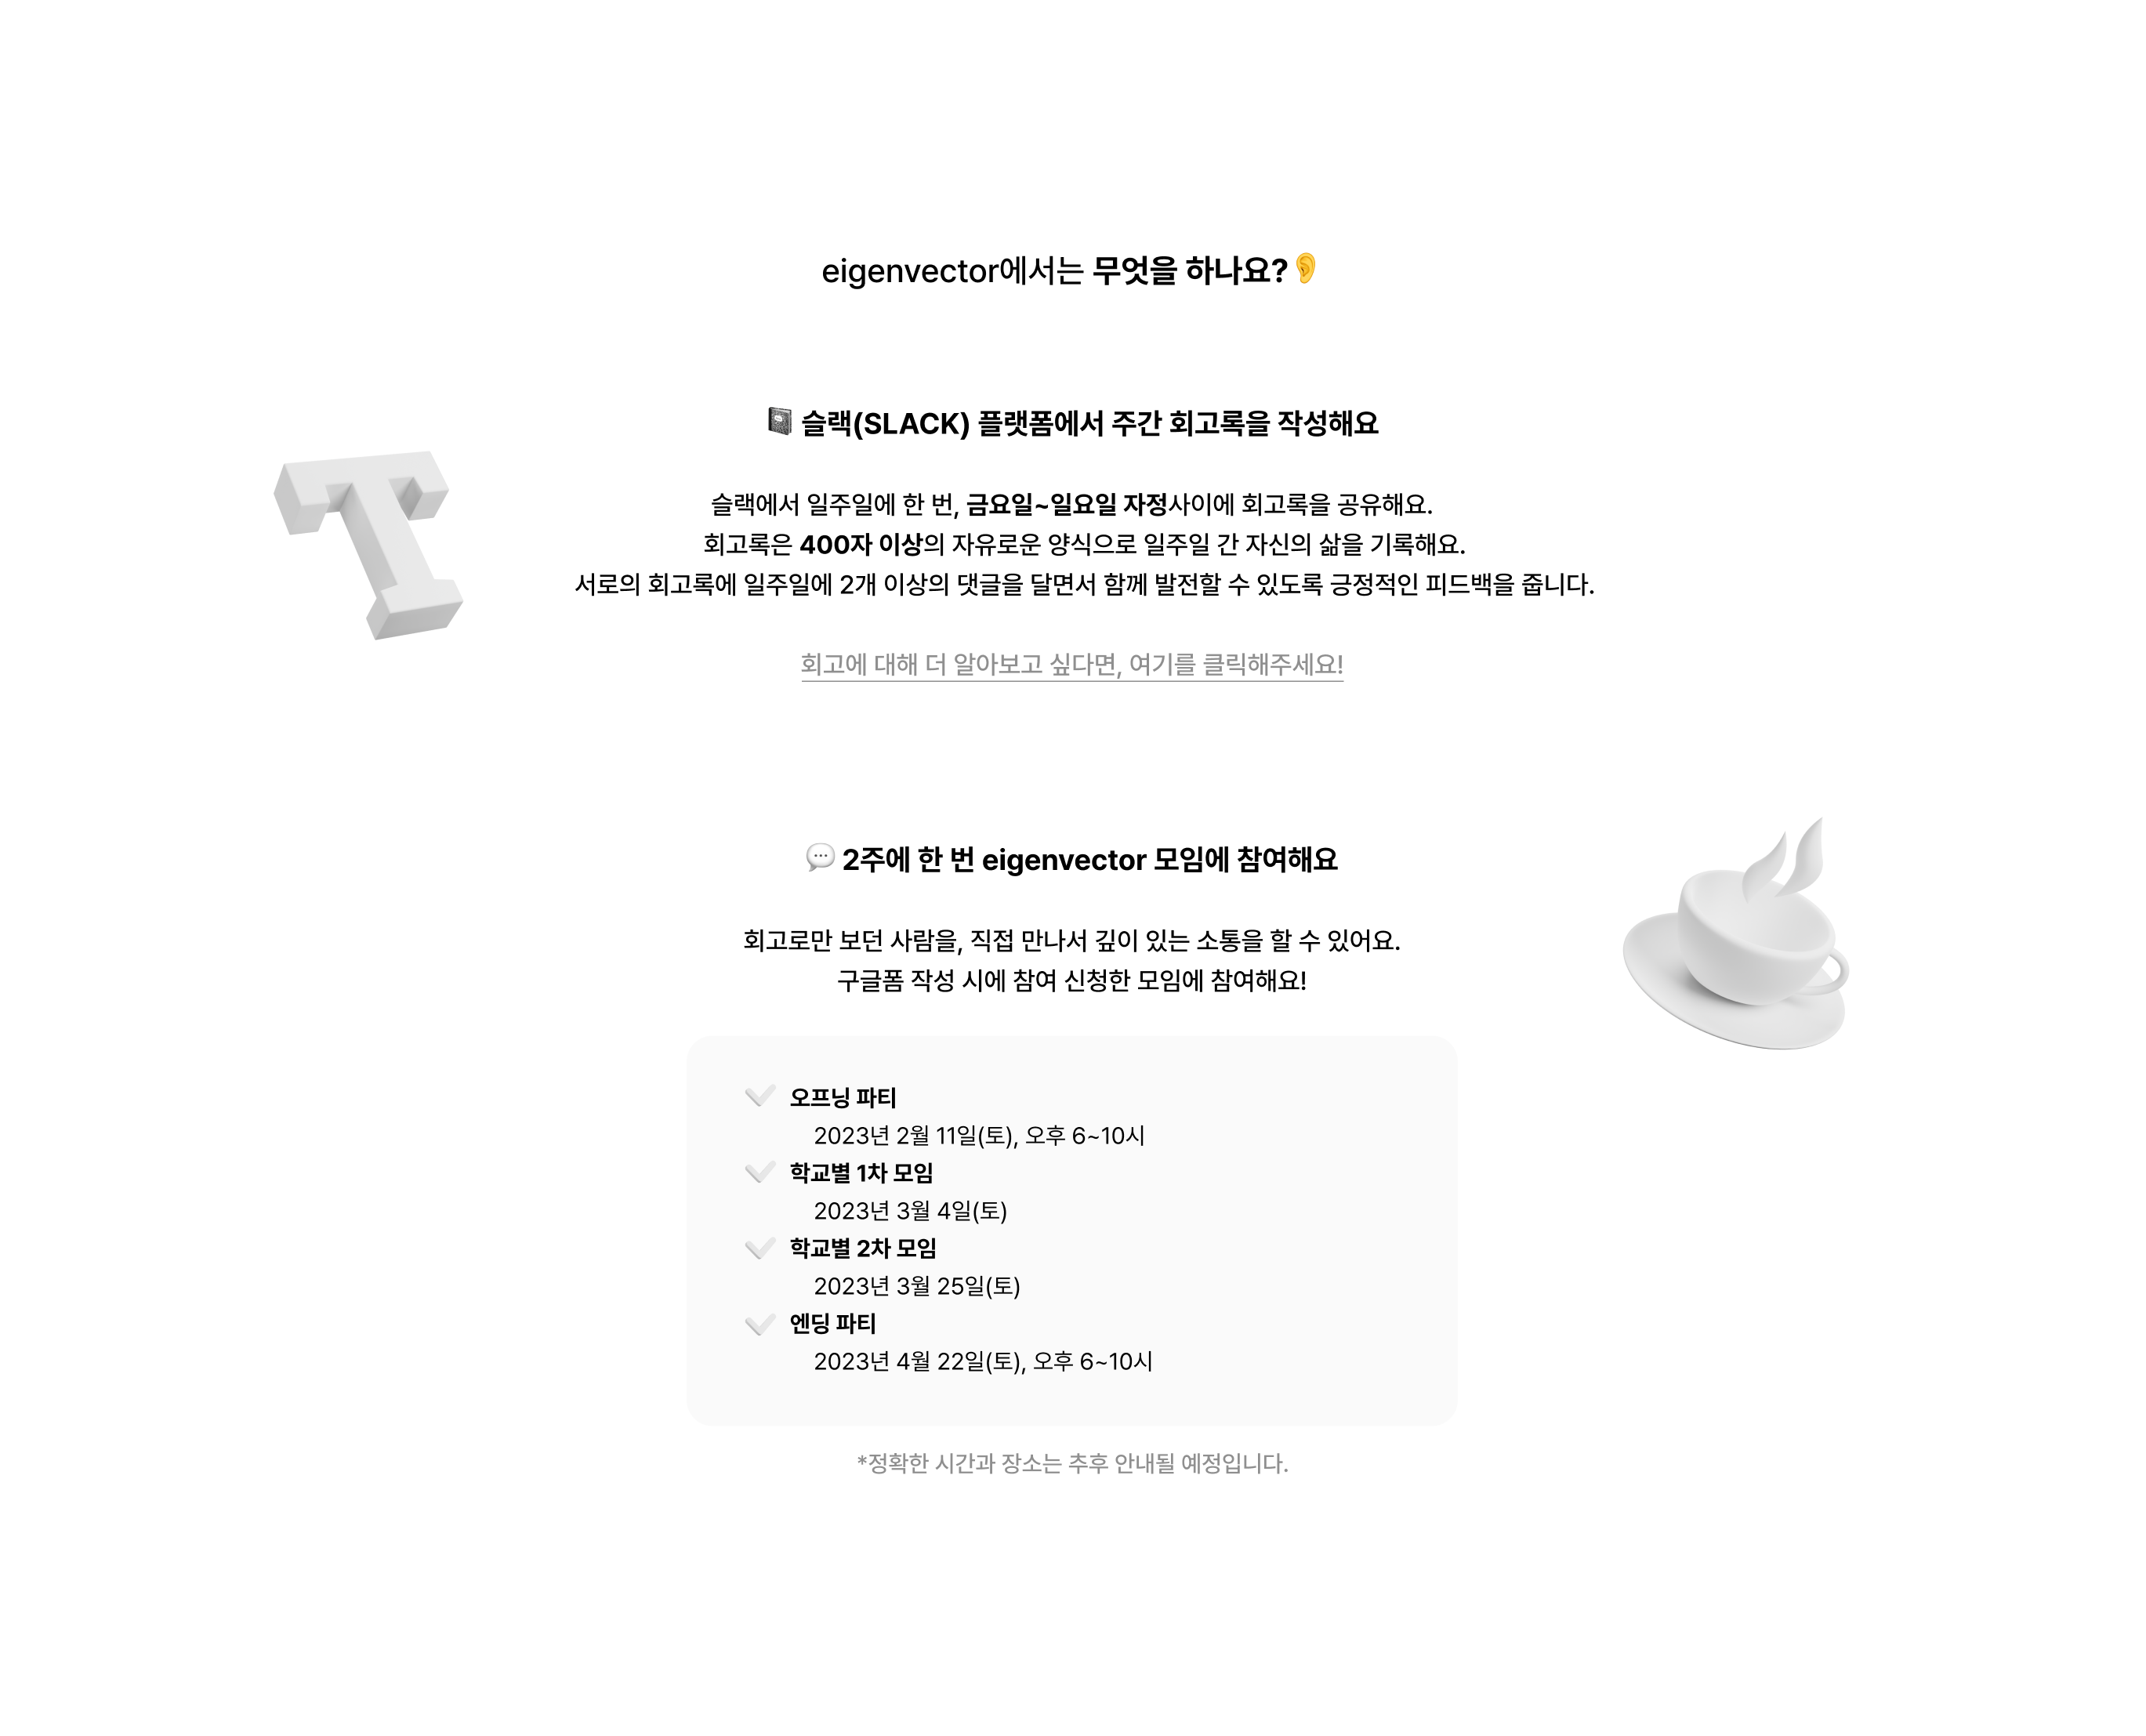 eigenvector에서는 무엇을 하나요?👂
📓 슬랙(SLACK) 플랫폼에서 주간 회고록을 작성해요
슬랙에서 일주일에 한 번, 금요일~일요일 자정사이에 회고록을 공유해요.
회고록은 400자 이상의 자유로운 양식으로 일주일 간 자신의 삶을 기록해요.
서로의 회고록에 일주일에 2개 이상의 댓글을 달면서 함께 발전할 수 있도록 긍정적인 피드백을 줍니다.
회고에 대해 더 알아보고 싶다면, 여기를 클릭해주세요!
💬 2주에 한 번 eigenvector 모임에 참여해요
회고로만 보던 사람을, 직접 만나서 깊이 있는 소통을 할 수 있어요.
구글폼 작성 시에 참여 신청한 모임에 참여해요!
오프닝 파티
2023년 2월 11일(토), 오후 6~10시
학교별 1차 모임
2023년 3월 4일(토)
학교별 2차 모임
2023년 3월 25일(토)
엔딩 파티
2023년 4월 22일(토), 오후 6~10시
*정확한 시간과 장소는 추후 안내될 예정입니다.